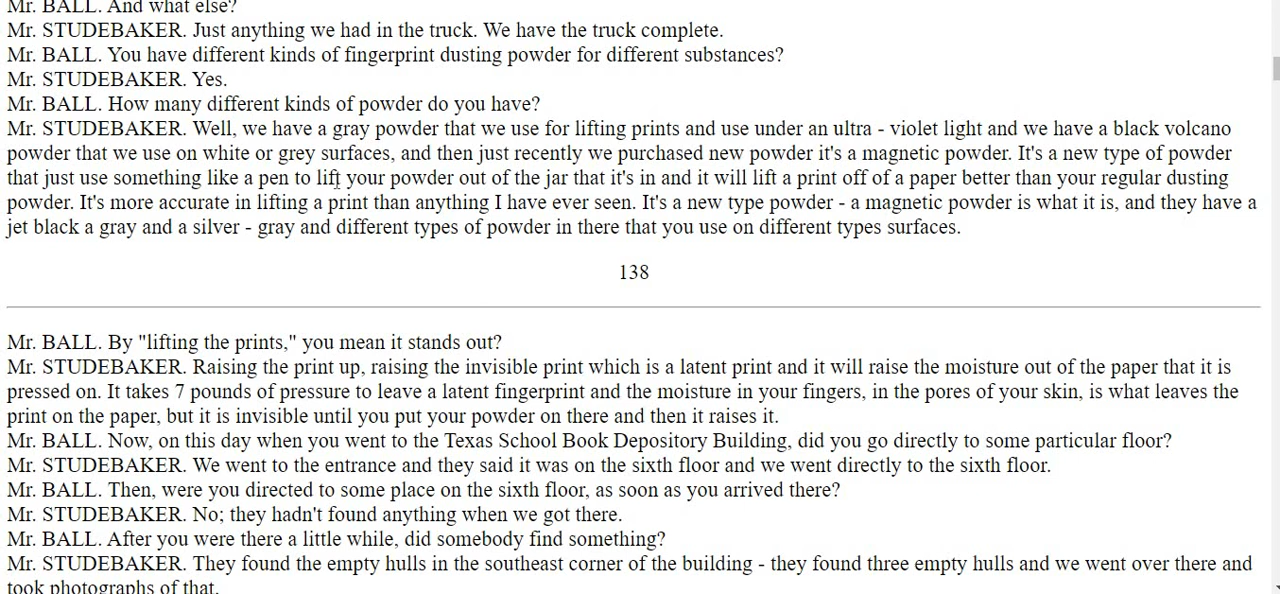 Mr. BALL. And what else?
Mr. STUDEBAKER. Just anything we had in the truck. We have the truck complete.
Mr. BALL. You have different kinds of fingerprint dusting powder for different substances?
Mr. STUDEBAKER. Yes.
Mr. BALL. How many different kinds of powder do you have?
Mr. STUDEBAKER. Well, we have a gray powder that we use for lifting prints and use under an ultra - violet light and we have a black volcano
powder that we use on white or grey surfaces, and then just recently we purchased new powder it's a magnetic powder. It's a new type of powder
that just use something like a pen to lift your powder out of the jar that it's in and it will lift a print off of a paper better than your regular dusting
powder. It's more accurate in lifting a print than anything I have ever seen. It's a new type powder - a magnetic powder is what it is, and they have a
jet black a gray and a silver - gray and different types of powder in there that you use on different types surfaces.
138
Mr. BALL. By "lifting the prints," you mean it stands out?
Mr. STUDEBAKER. Raising the print up, raising the invisible print which is a latent print and it will raise the moisture out of the paper that it is
pressed on. It takes 7 pounds of pressure to leave a latent fingerprint and the moisture in your fingers, in the pores of your skin, is what leaves the
print on the paper, but it is invisible until you put your powder on there and then it raises it.
Mr. BALL. Now, on this day when you went to the Texas School Book Depository Building, did you go directly to some particular floor?
Mr. STUDEBAKER. We went to the entrance and they said it was on the sixth floor and we went directly to the sixth floor.
Mr. BALL. Then, were you directed to some place on the sixth floor, as soon as you arrived there?
Mr. STUDEBAKER. No; they hadn't found anything when we got there.
Mr. BALL. After you were there a little while, did somebody find something?
Mr. STUDEBAKER. They found the empty hulls in the southeast corner of the building - they found three empty hulls and we went over there and
took photographs of that.